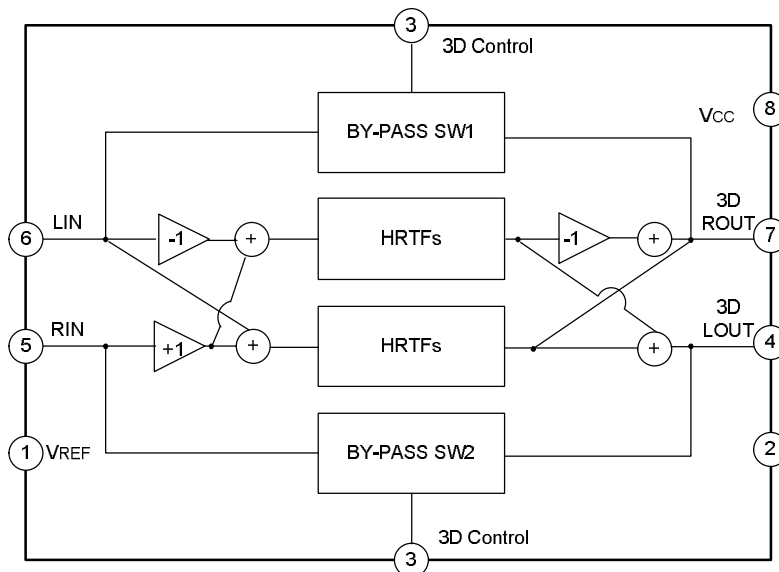 3
3D Control
BY-PASS SW1
VCC
8
6
LIN
-1
+
HRTFs
-1
+
3D
ROUT
7
5
RIN
+1
+
HRTFs
+
3D
LOUT
4
1
VREF
BY-PASS SW2
2
3D Control
3